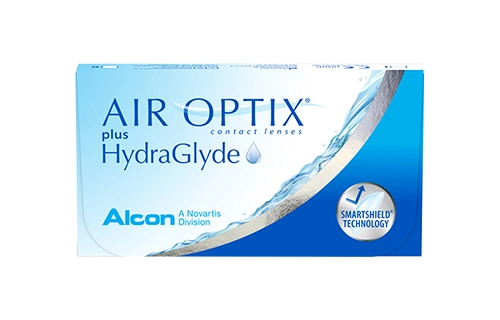 AIR OPTIX®
contact lenses
plus
HydraGlyde
Alcon A Novartis
Division
SMARTSHIELD®
TECHNOLOGY